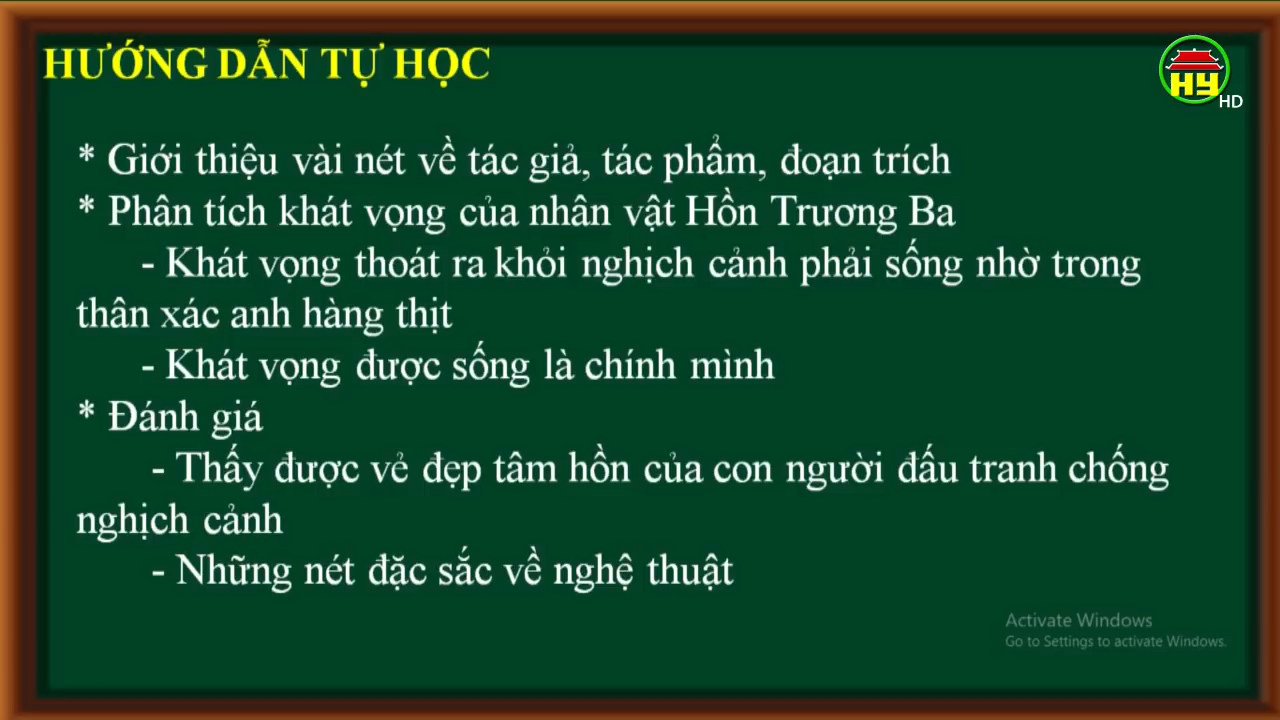 HƯỚNG DẪN TỰ HỌC
HY
HD
* Giới thiệu vài nét về tác giả, tác phẩm, đoạn trích
* Phân tích khát vọng của nhân vật Hồn Trương Ba
- Khát vọng thoát ra khỏi nghịch cảnh phải sống nhờ trong
thân xác anh hàng thịt
- Khát vọng được sống là chính mình
* Đánh giá
- Thấy được vẻ đẹp tâm hồn của con người đấu tranh chống
nghịch cảnh
- Những nét đặc sắc về nghệ thuật
Activate Windows
Go to Settings to activate Windows.